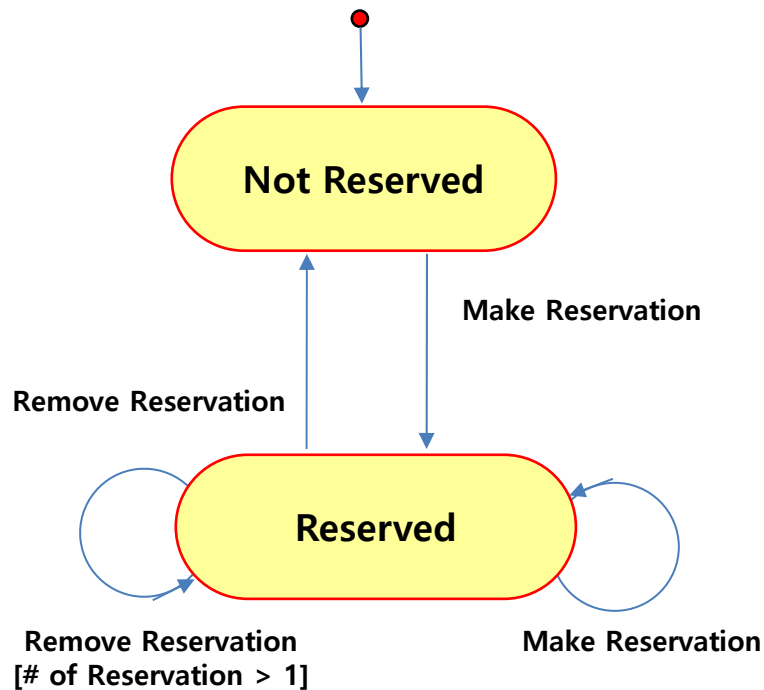 Not Reserved
Make Reservation
Remove Reservation
Reserved
Remove Reservation
[# of Reservation > 1]
Make Reservation